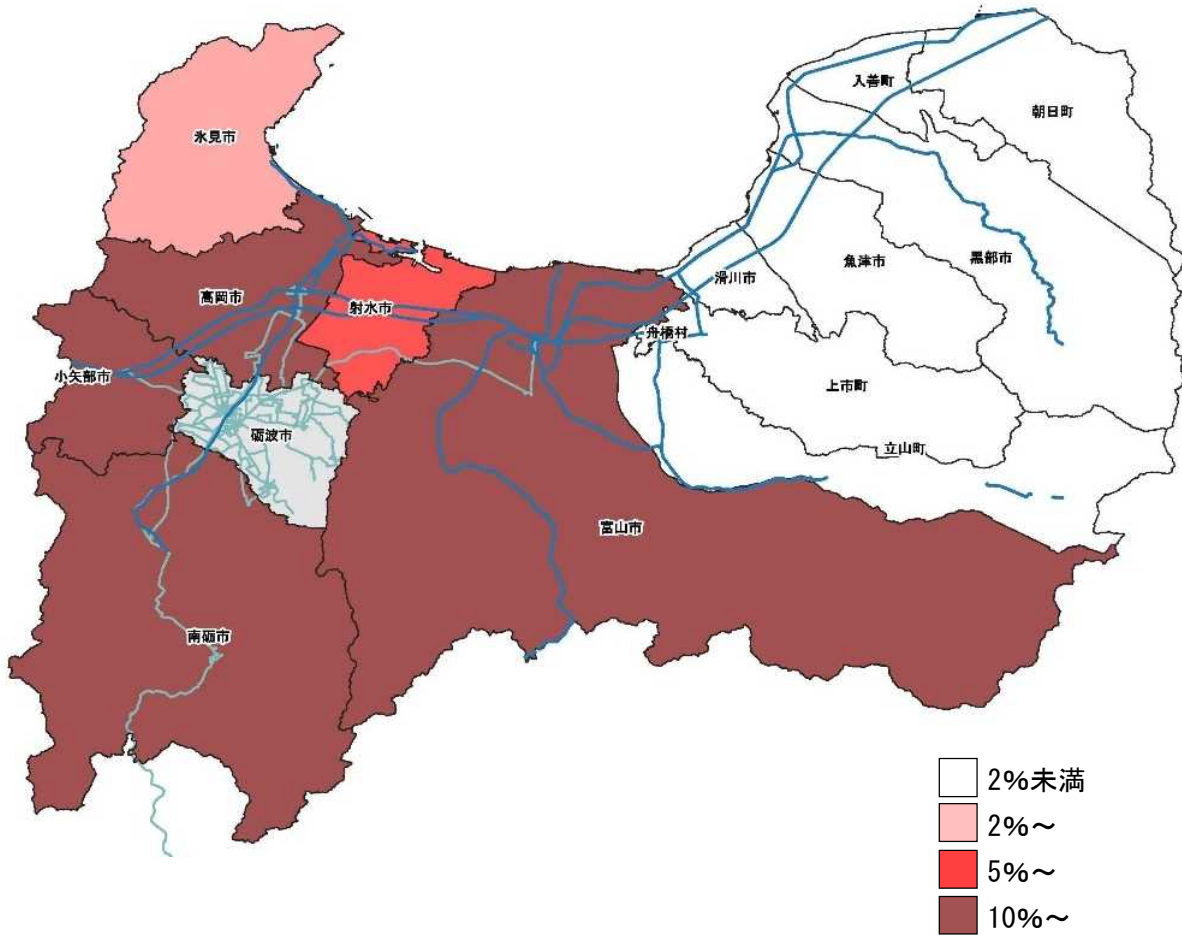 入善町
朝日町
氷見市
黒部市
魚津市
滑川市
高岡市
射水市
舟橋村
小矢部市
上市町
砺波市
立山町
富山市
南砺市
2%未満
2%～
5%～
10%～